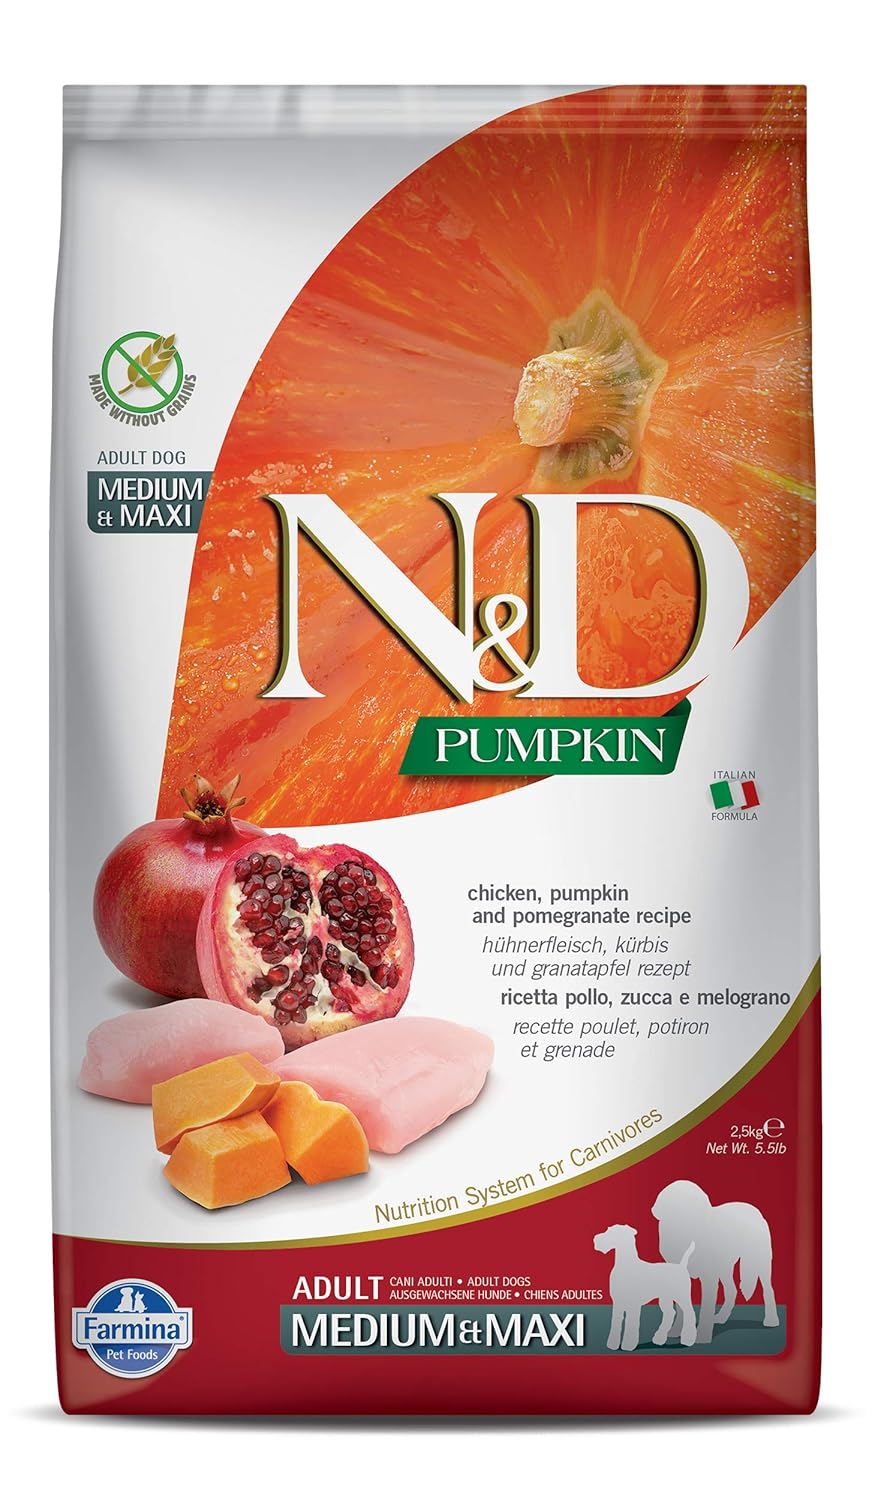 MADE WITHOUT GRAINS
ADULT DOG
MEDIUM
& MAXI
N&D
PUMPKIN
ITALIAN
FORMULA
chicken, pumpkin
and pomegranate recipe
hühnerfleisch, kürbis
und granatapfel rezept
ricetta pollo, zucca e melograno
recette poulet, potiron
et grenade
2,5kg℮
Net Wt. 5.5lb
Nutrition System for Carnivores
ADULT CANI ADULTI • ADULT DOGS
AUSGEWACHSENE HUNDE • CHIENS ADULTES
MEDIUM&MAXI
Farmina®
Pet Foods